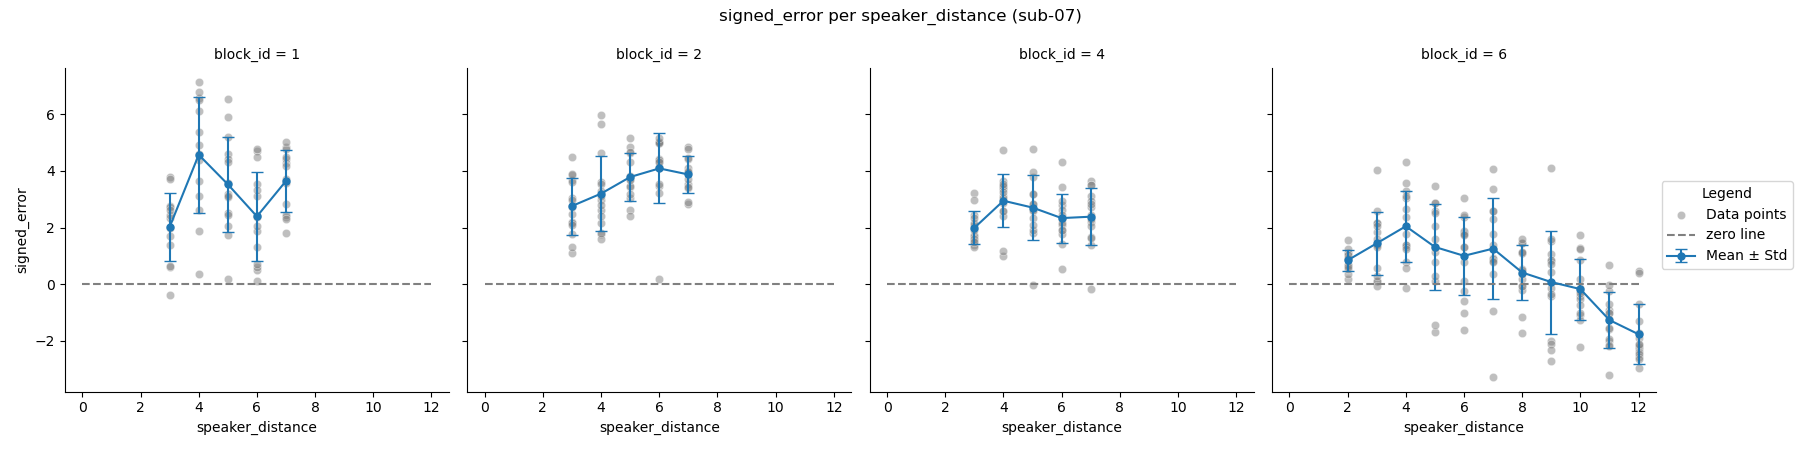 signed_error per speaker_distance (sub-07)
block_id = 1
block_id = 2
block_id = 4
block_id = 6
signed_error
6
4
2
0
−2
0 2 4 6 8 10 12
0 2 4 6 8 10 12
0 2 4 6 8 10 12
0 2 4 6 8 10 12
speaker_distance
speaker_distance
speaker_distance
speaker_distance
Legend
Data points
zero line
Mean ± Std